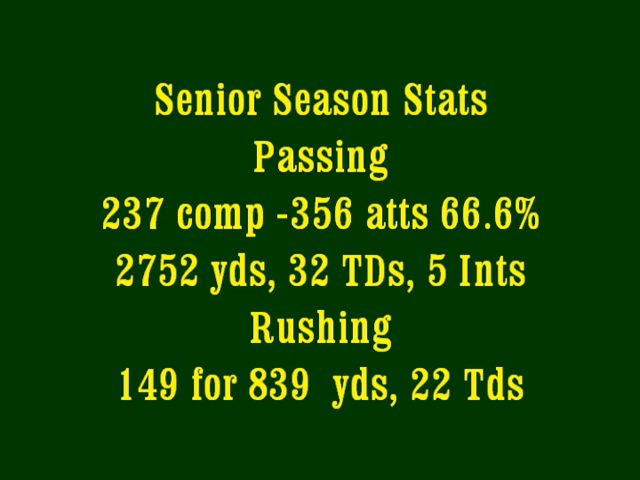 Senior Season Stats
Passing
237 comp -356 atts 66.6%
2752 yds, 32 TDs, 5 Ints
Rushing
149 for 839  yds, 22 Tds